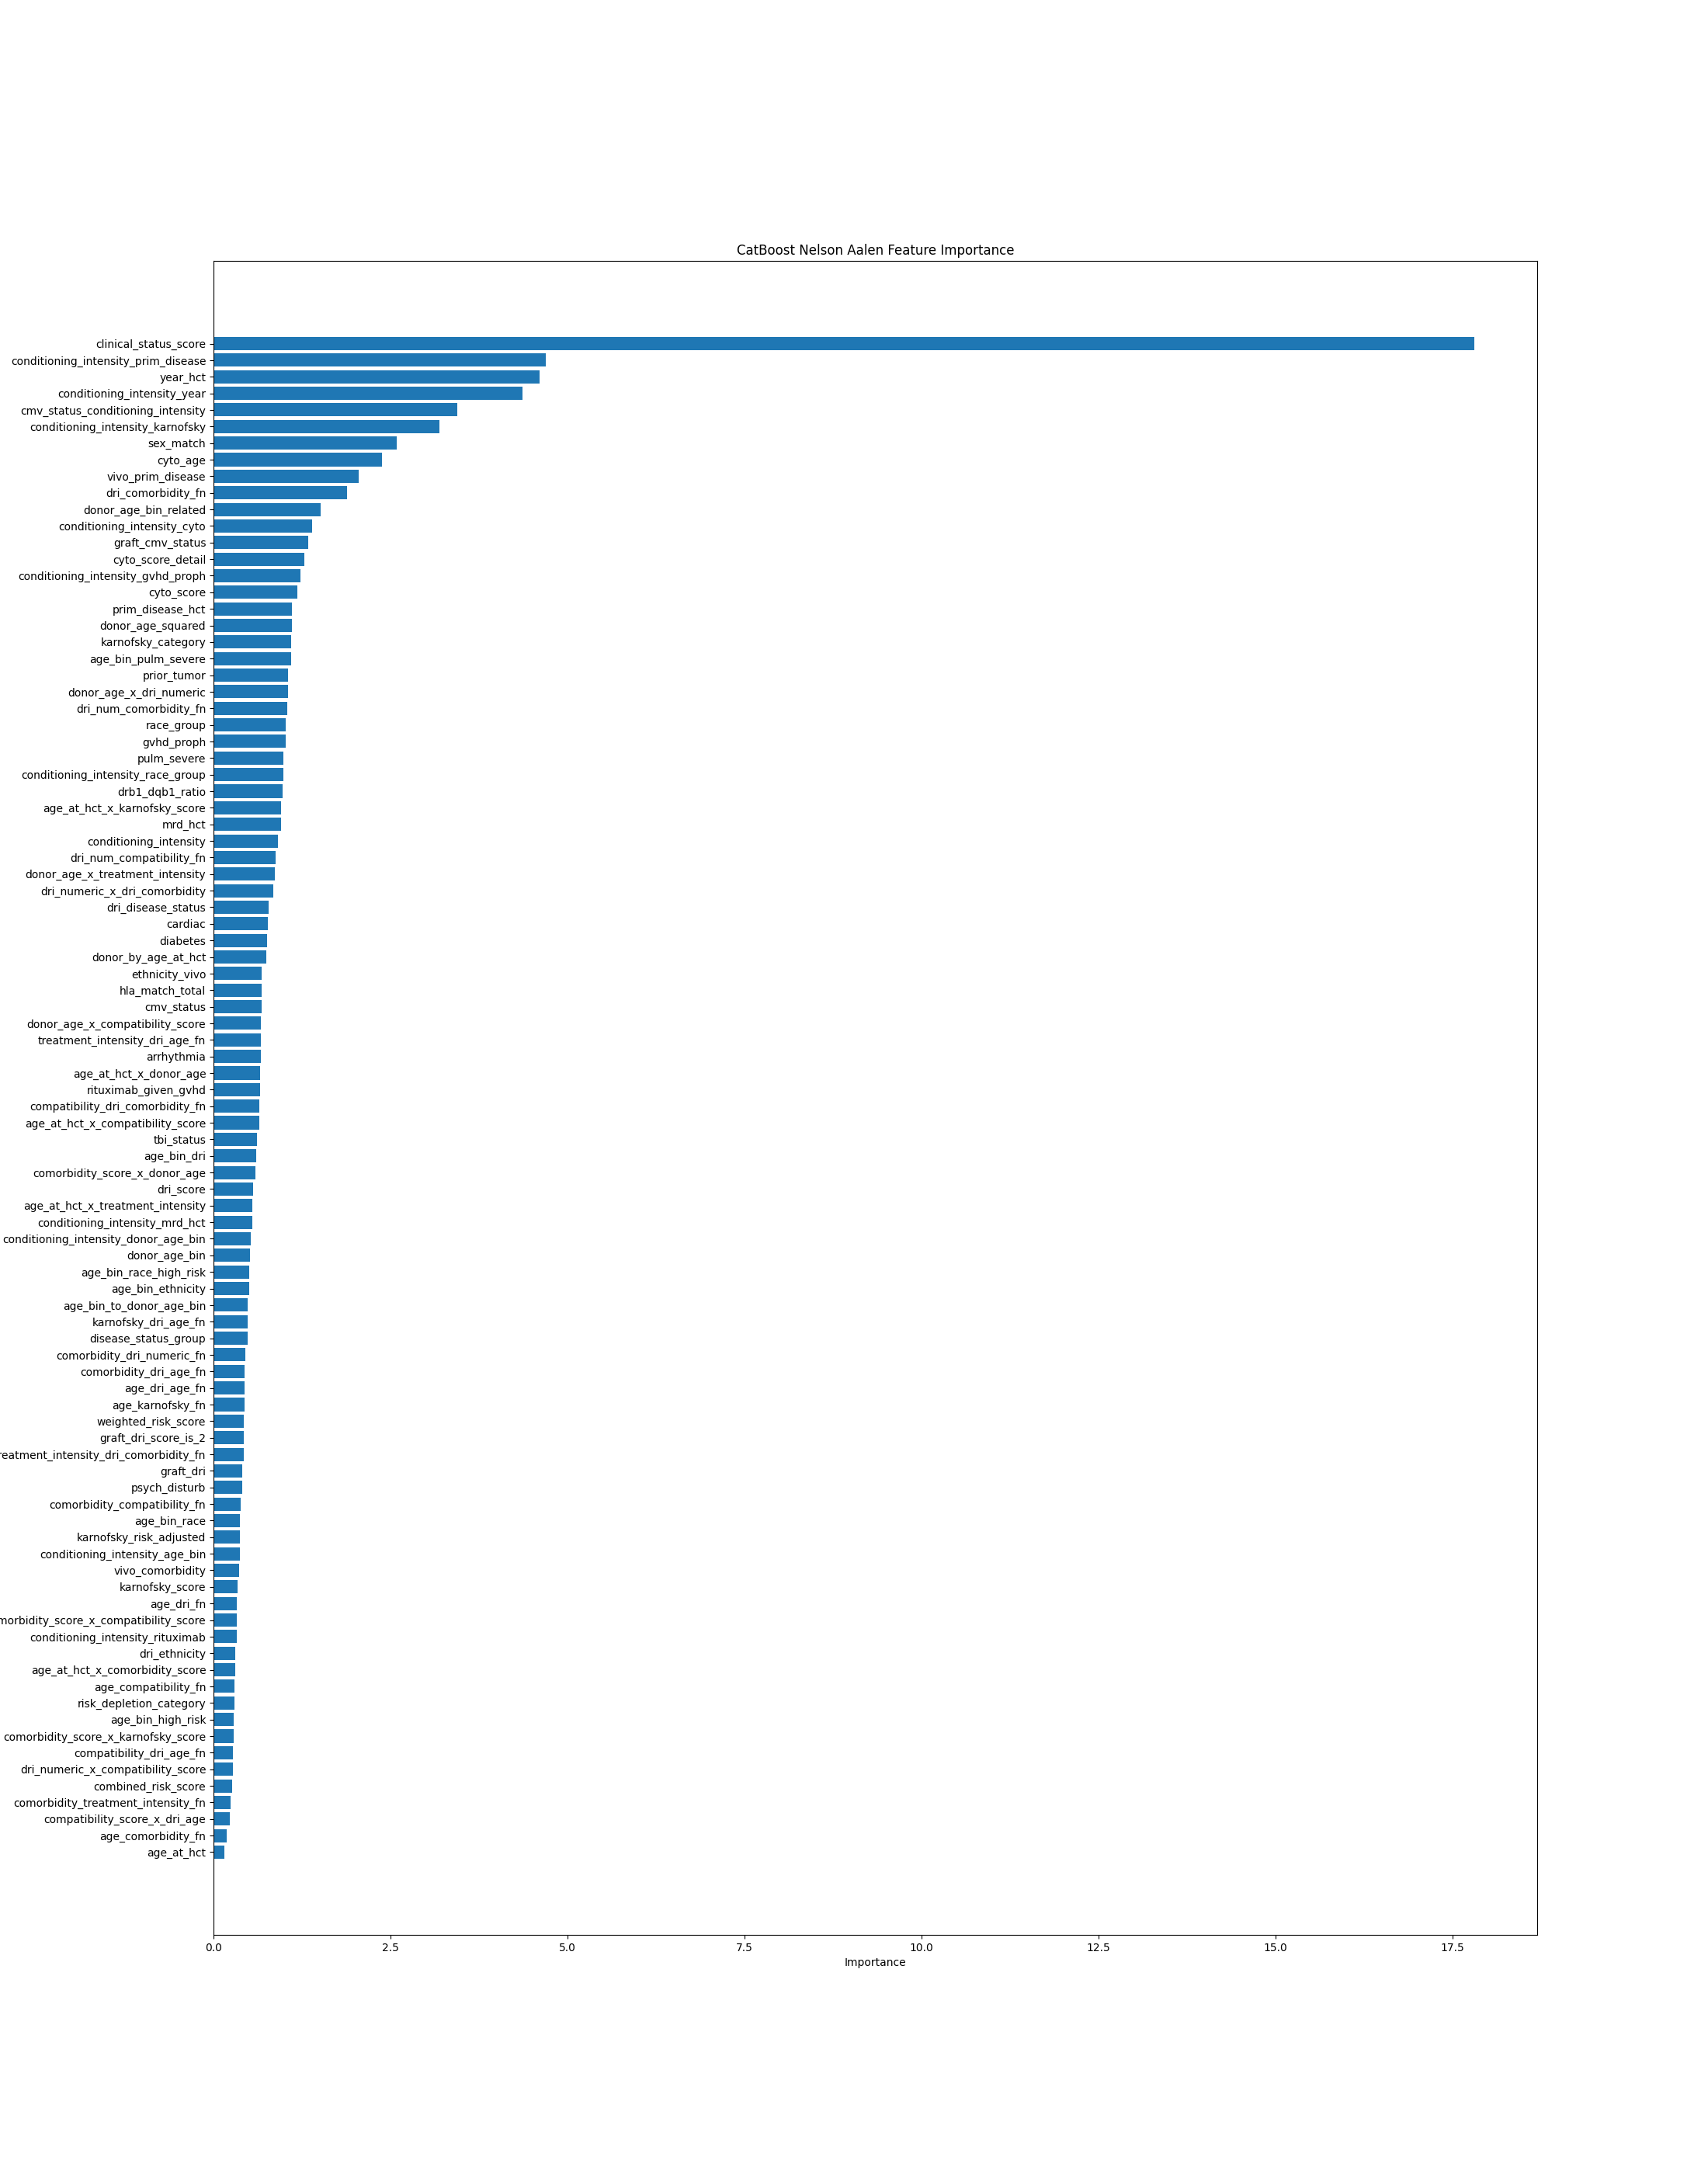 CatBoost Nelson Aalen Feature Importance
clinical_status_score
conditioning_intensity_prim_disease
year_hct
conditioning_intensity_year
cmv_status_conditioning_intensity
conditioning_intensity_karnofsky
sex_match
cyto_age
vivo_prim_disease
dri_comorbidity_fn
donor_age_bin_related
conditioning_intensity_cyto
graft_cmv_status
cyto_score_detail
conditioning_intensity_gvhd_proph
cyto_score
prim_disease_hct
donor_age_squared
karnofsky_category
age_bin_pulm_severe
prior_tumor
donor_age_x_dri_numeric
dri_num_comorbidity_fn
race_group
gvhd_proph
pulm_severe
conditioning_intensity_race_group
drb1_dqb1_ratio
age_at_hct_x_karnofsky_score
mrd_hct
conditioning_intensity
dri_num_compatibility_fn
donor_age_x_treatment_intensity
dri_numeric_x_dri_comorbidity
dri_disease_status
cardiac
diabetes
donor_by_age_at_hct
ethnicity_vivo
hla_match_total
cmv_status
donor_age_x_compatibility_score
treatment_intensity_dri_age_fn
arrhythmia
age_at_hct_x_donor_age
rituximab_given_gvhd
compatibility_dri_comorbidity_fn
age_at_hct_x_compatibility_score
tbi_status
age_bin_dri
comorbidity_score_x_donor_age
dri_score
age_at_hct_x_treatment_intensity
conditioning_intensity_mrd_hct
conditioning_intensity_donor_age_bin
donor_age_bin
age_bin_race_high_risk
age_bin_ethnicity
age_bin_to_donor_age_bin
karnofsky_dri_age_fn
disease_status_group
comorbidity_dri_numeric_fn
comorbidity_dri_age_fn
age_dri_age_fn
age_karnofsky_fn
weighted_risk_score
graft_dri_score_is_2
reatment_intensity_dri_comorbidity_fn
graft_dri
psych_disturb
comorbidity_compatibility_fn
age_bin_race
karnofsky_risk_adjusted
conditioning_intensity_age_bin
vivo_comorbidity
karnofsky_score
age_dri_fn
morbidity_score_x_compatibility_score
conditioning_intensity_rituximab
dri_ethnicity
age_at_hct_x_comorbidity_score
age_compatibility_fn
risk_depletion_category
age_bin_high_risk
comorbidity_score_x_karnofsky_score
compatibility_dri_age_fn
dri_numeric_x_compatibility_score
combined_risk_score
comorbidity_treatment_intensity_fn
compatibility_score_x_dri_age
age_comorbidity_fn
age_at_hct
0.0 2.5 5.0 7.5 10.0 12.5 15.0 17.5
Importance